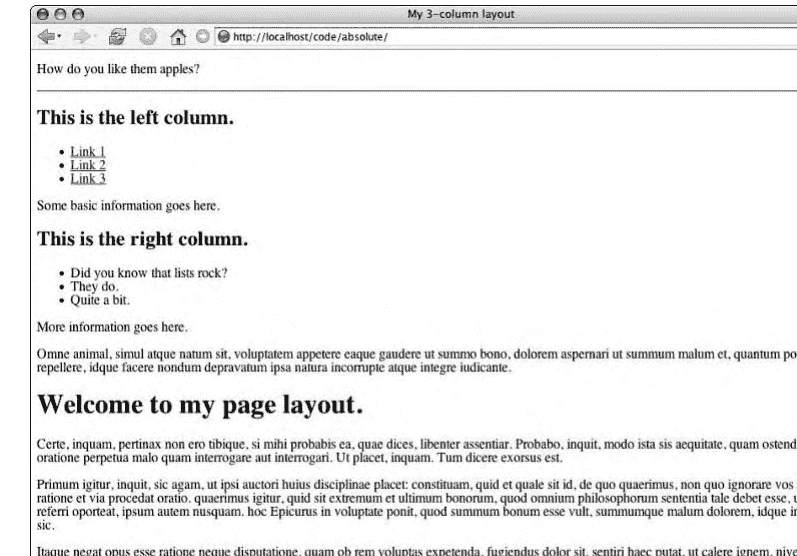 My 3-column layout
http://localhost/code/absolute/
How do you like them apples?
This is the left column.
• Link 1
• Link 2
• Link 3
Some basic information goes here.
This is the right column.
• Did you know that lists rock?
• They do.
• Quite a bit.
More information goes here.
Omne animal, simul atque natum sit, voluptatem appetere eaque gaudere ut summo bono, dolorem aspernari ut summum malum et, quantum po
repellere, idque facere nondum depravatum ipsa natura incorrupte atque integre iudicante.
Welcome to my page layout.
Certe, inquam, pertinax non ero tibique, si mihi probabis ea, quae dices, libenter assentiar. Probabo, inquit, modo ista sis aequitate, quam ostend
oratione perpetua malo quam interrogare aut interrogari. Ut placet, inquam. Tum dicere exorsus est.
Primum igitur, inquit, sic agam, ut ipsi auctori huius disciplinae placet: constituam, quid et quale sit id, de quo quaerimus, non quo ignorare vos
ratione et via procedat oratio. quaerimus igitur, quid sit extremum et ultimum bonorum, quod omnium philosophorum sententia tale debet esse, u
referri oporteat, ipsum autem nusquam. hoc Epicurus in voluptate ponit, quod summum bonum esse vult, summumque malum dolorem, idque in
sic.
Itaque negat opus esse ratione neque disputatione, quam ob rem voluptas expetenda, fugiendus dolor sit. sentiri haec putat, ut calere ignem, nive